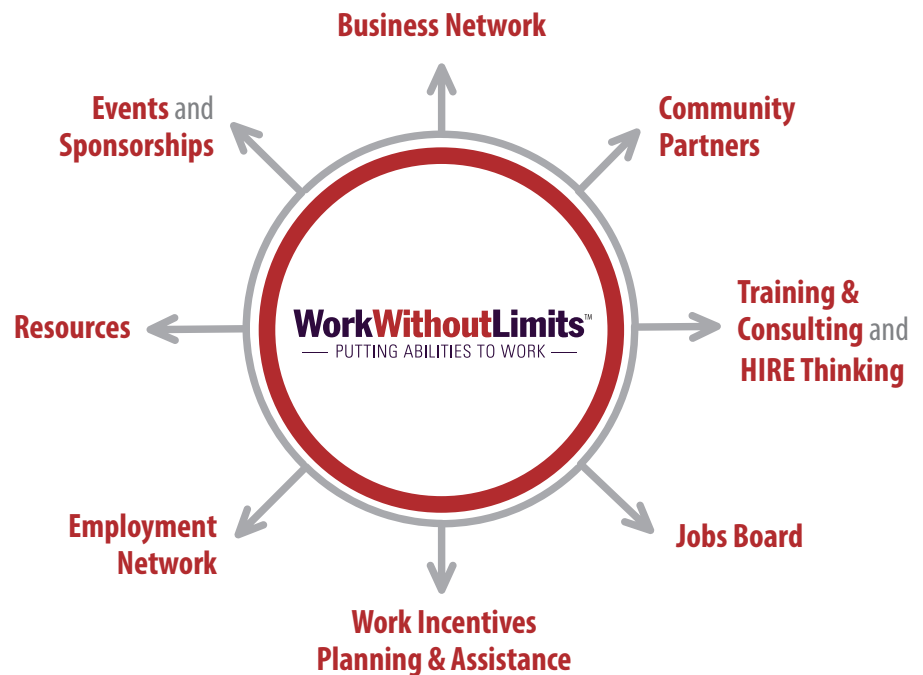 Business Network
Events and
Sponsorships
Community
Partners
Resources
WorkWithoutLimits™
PUTTING ABILITIES TO WORK
Training &
Consulting and
HIRE Thinking
Employment
Network
Jobs Board
Work Incentives
Planning & Assistance